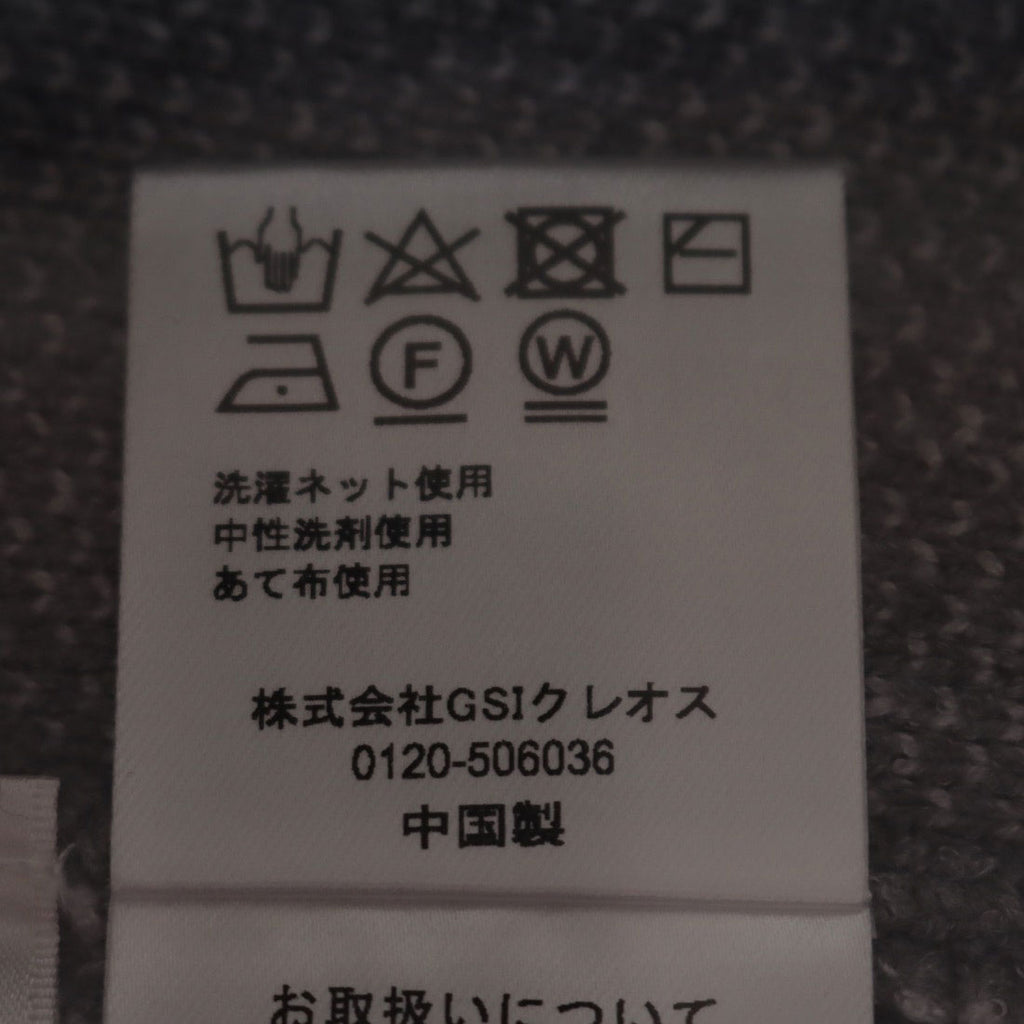 F W
洗濯ネット使用
中性洗剤使用
あて布使用
株式会社GSIクレオス
0120-506036
中国製
お取扱いについて